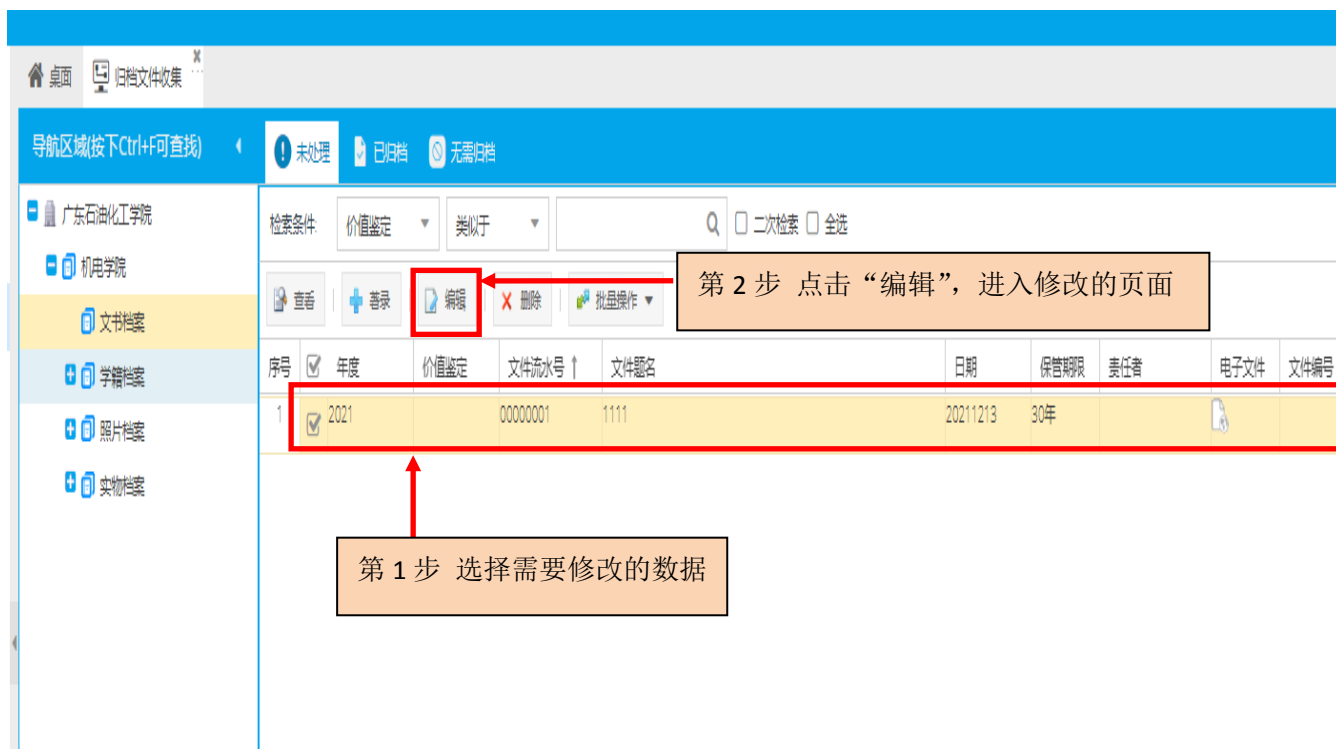 桌面 归档文件收集
导航区域(按下Ctrl+F可查找) 未处理 已归档 无需归档
广东石油化工学院
机电学院
文书档案
学籍档案
照片档案
实物档案
检索条件: 价值鉴定 类似于 二次检索 全选
查看 著录 编辑 删除 批量操作
第 2 步 点击“编辑”，进入修改的页面
序号 年度 价值鉴定 文件流水号↑ 文件题名 日期 保管期限 责任者 电子文件 文件编号
1 2021 00000001 1111 20211213 30年
第 1 步 选择需要修改的数据